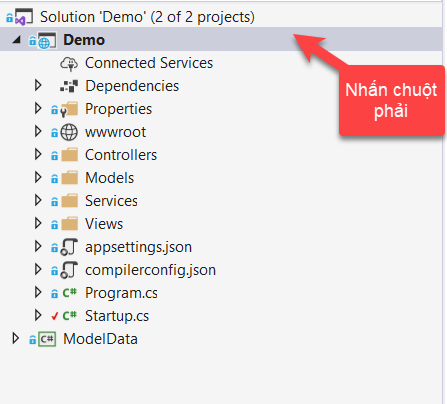 Solution 'Demo' (2 of 2 projects)
Demo
Connected Services
Dependencies
Properties
wwwroot
Controllers
Models
Services
Views
appsettings.json
compilerconfig.json
C# Program.cs
C# Startup.cs
C# ModelData
Nhấn chuột
phải